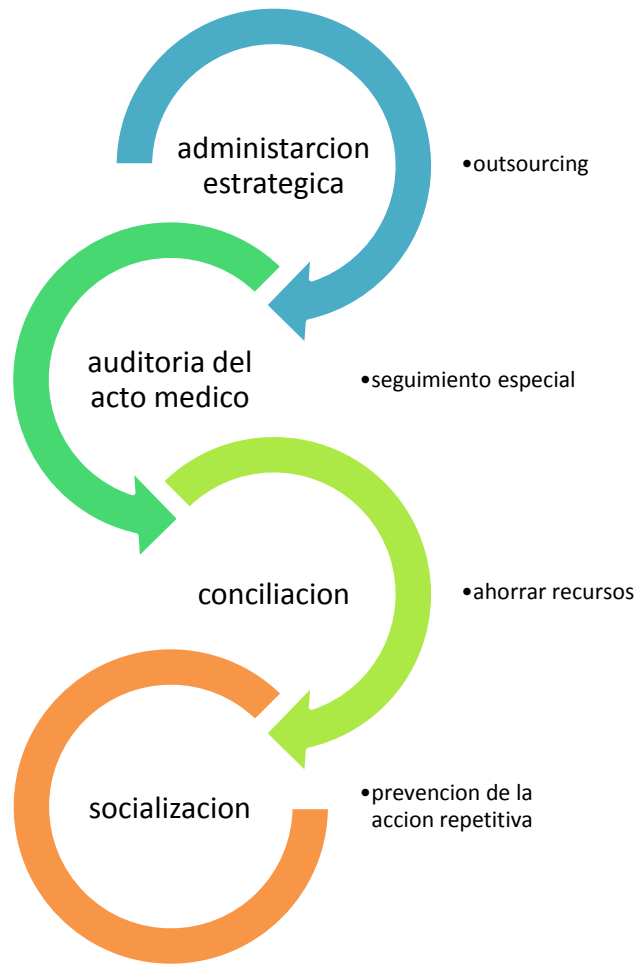 administarcion
estrategica
•outsourcing
auditoria del
acto medico
•seguimiento especial
conciliacion
•ahorrar recursos
socializacion
•prevencion de la
accion repetitiva